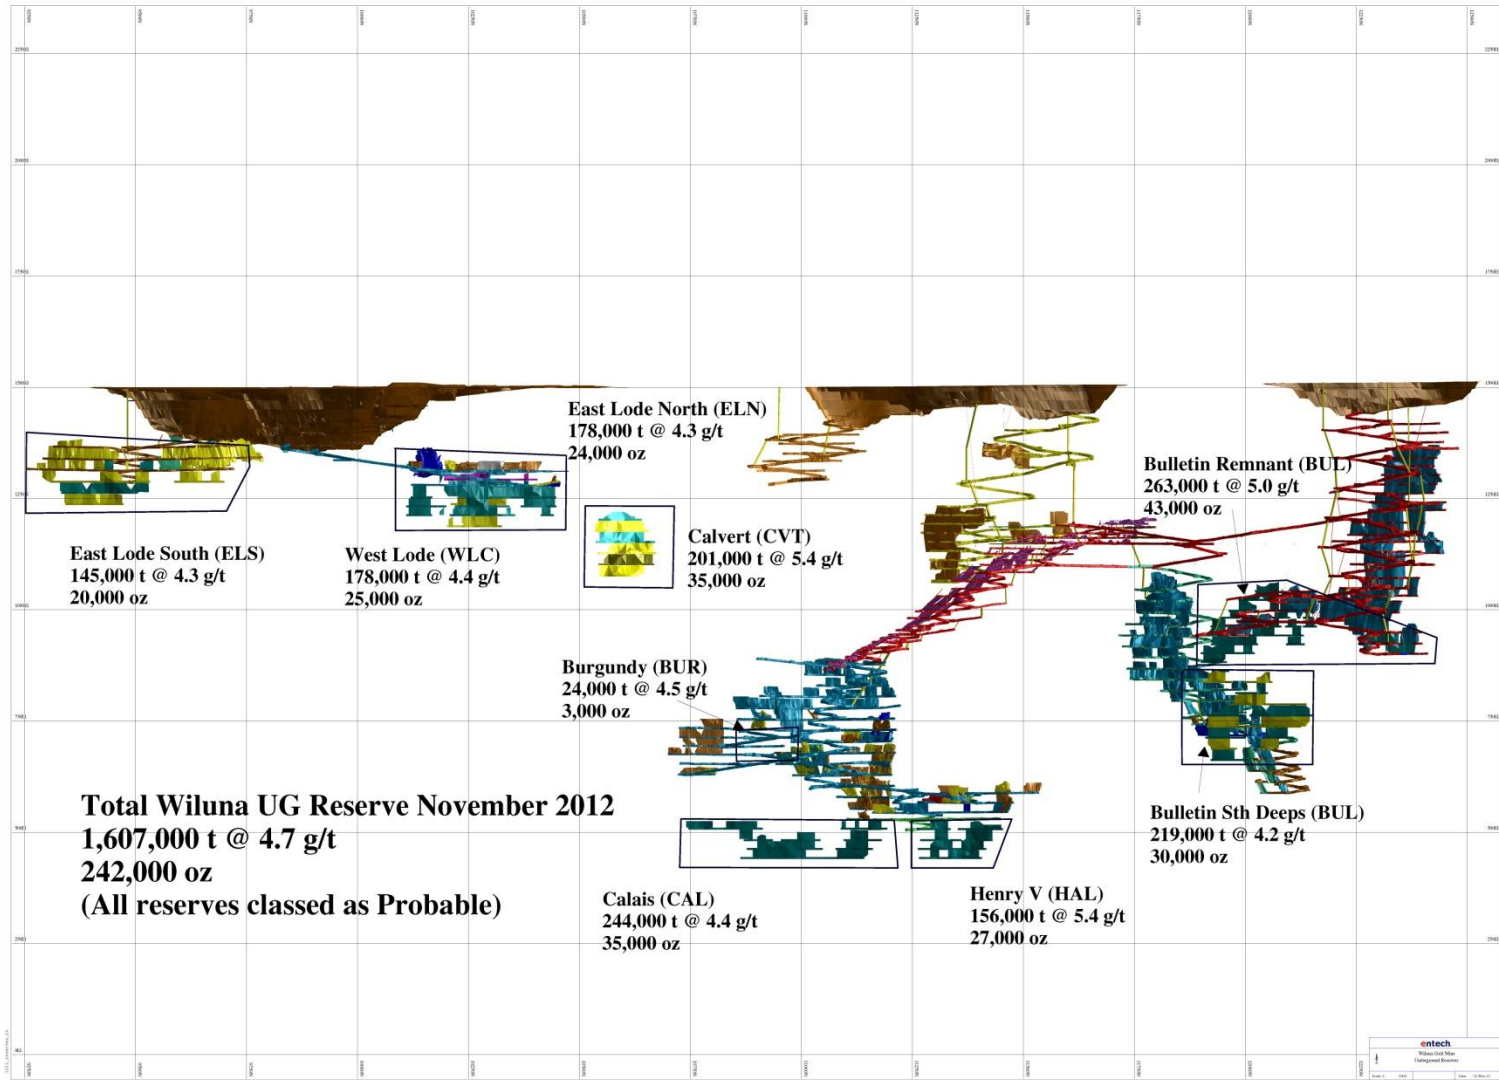 East Lode North (ELN)
178,000 t @ 4.3 g/t
24,000 oz
Bulletin Remnant (BUL)
263,000 t @ 5.0 g/t
43,000 oz
East Lode South (ELS)
145,000 t @ 4.3 g/t
20,000 oz
West Lode (WLC)
178,000 t @ 4.4 g/t
25,000 oz
Calvert (CVT)
201,000 t @ 5.4 g/t
35,000 oz
Burgundy (BUR)
24,000 t @ 4.5 g/t
3,000 oz
Total Wiluna UG Reserve November 2012
1,607,000 t @ 4.7 g/t
242,000 oz
(All reserves classed as Probable)
Bulletin Sth Deeps (BUL)
219,000 t @ 4.2 g/t
30,000 oz
Calais (CAL)
244,000 t @ 4.4 g/t
35,000 oz
Henry V (HAL)
156,000 t @ 5.4 g/t
27,000 oz
entech
Wiluna Gold Mine
Underground Reserves